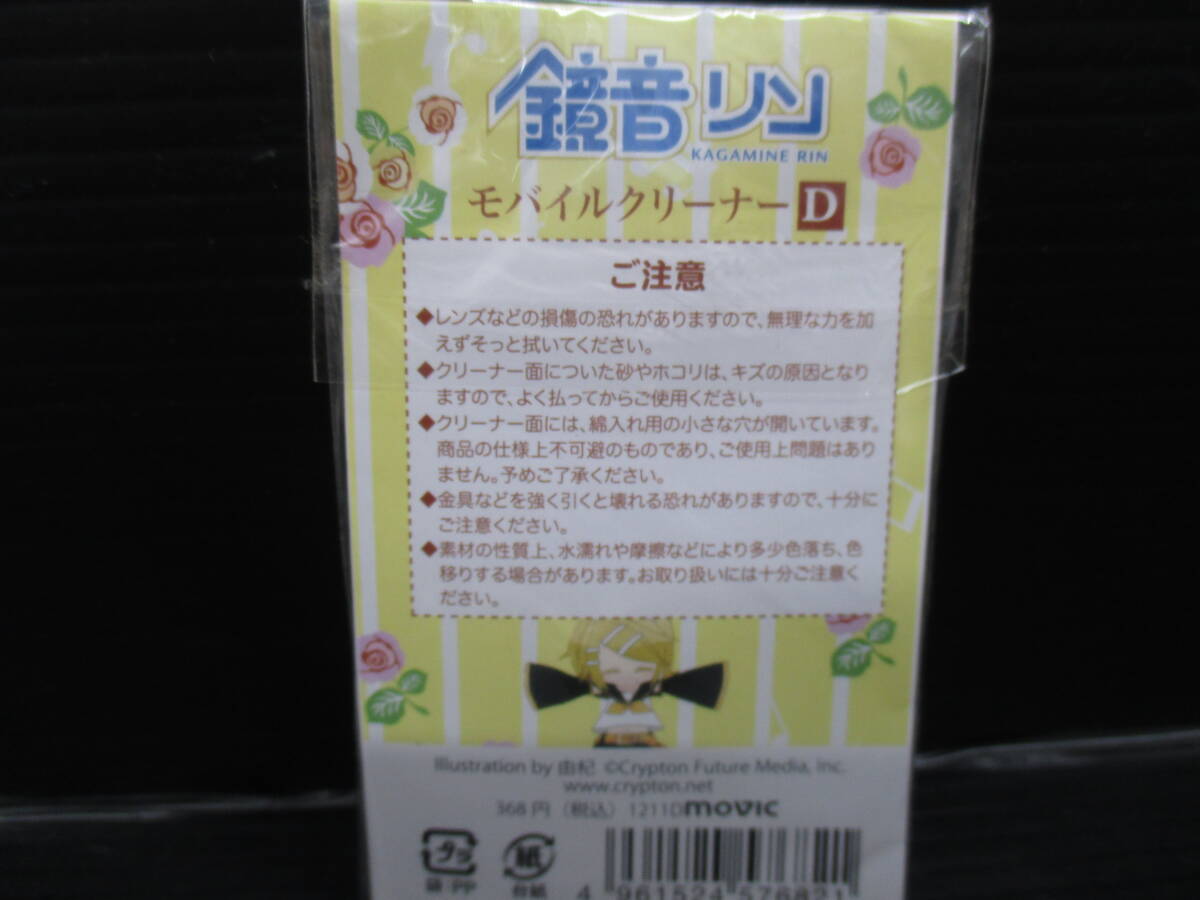 鏡音リン
KAGAMINE RIN
モバイルクリーナー D
ご注意
◆レンズなどの損傷の恐れがありますので、無理な力を加
えずそっと拭いてください。
◆クリーナー面についた砂やホコリは、キズの原因となり
ますので、よく払ってからご使用ください。
◆クリーナー面には、綿入れ用の小さな穴が開いています。
商品の仕様上不可避のものであり、ご使用上問題はあり
ません。予めご了承ください。
◆金具などを強く引くと壊れる恐れがありますので、十分に
ご注意ください。
◆素材の性質上、水濡れや摩擦などにより多少色落ち、色
移りする場合があります。お取り扱いには十分ご注意く
ださい。
Illustration by 由杞 ©Crypton Future Media, Inc.
www.crypton.net
368円（税込）1211D movic
プラ 紙
袋:PP 台紙
4 961524 576821